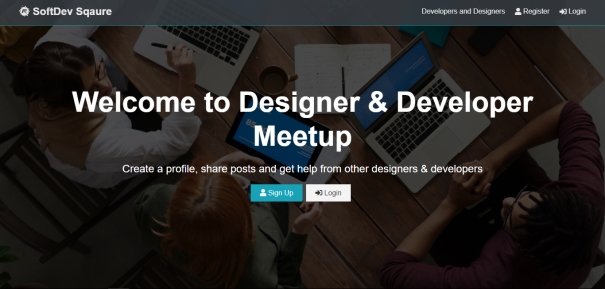 SoftDev Sqaure
Developers and Designers Register Login
Welcome to Designer & Developer
Meetup
Create a profile, share posts and get help from other designers & developers
Sign Up Login